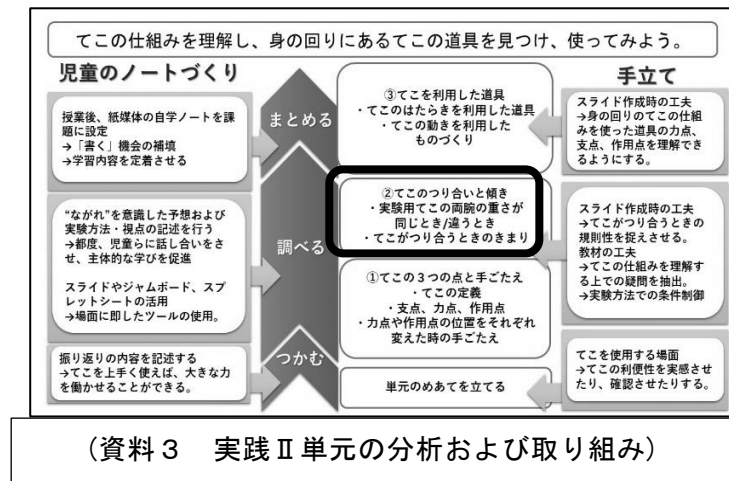 てこの仕組みを理解し、身の回りにあるてこの道具を見つけ、使ってみよう。
児童のノートづくり
授業後、紙媒体の自学ノートを課
題に設定
→「書く」機会の補填
→学習内容を定着させる
"ながれ"を意識した予想および
実験方法・視点の記述を行う
→都度、児童らに話し合いをさ
せ、主体的な学びを促進
スライドやジャムボード、スプ
レットシートの活用
→場面に即したツールの使用。
振り返りの内容を記述する
→てこを上手く使えば、大きな力
を働かせることができる。
まとめる
調べる
つかむ
③てこを利用した道具
・てこのはたらきを利用した道具
・てこの動きを利用した
ものづくり
②てこのつり合いと傾き
・実験用てこの両腕の重さが
同じとき/違うとき
・てこがつり合うときのきまり
①てこの3つの点と手ごたえ
・てこの定義
・支点、力点、作用点
・力点や作用点の位置をそれぞれ
変えた時の手ごたえ
単元のめあてを立てる
手立て
スライド作成時の工夫
→身の回りのてこの仕組
みを使った道具の力点、
支点、作用点を理解でき
るようにする。
スライド作成時の工夫
→てこがつり合うときの
規則性を捉えさせる。
教材の工夫
→てこの仕組みを理解す
る上での疑問を抽出。
→実験方法での条件制御
てこを使用する場面
→てこの利便性を実感させ
たり、確認させたりする。
(資料3 実践Ⅱ単元の分析および取り組み)